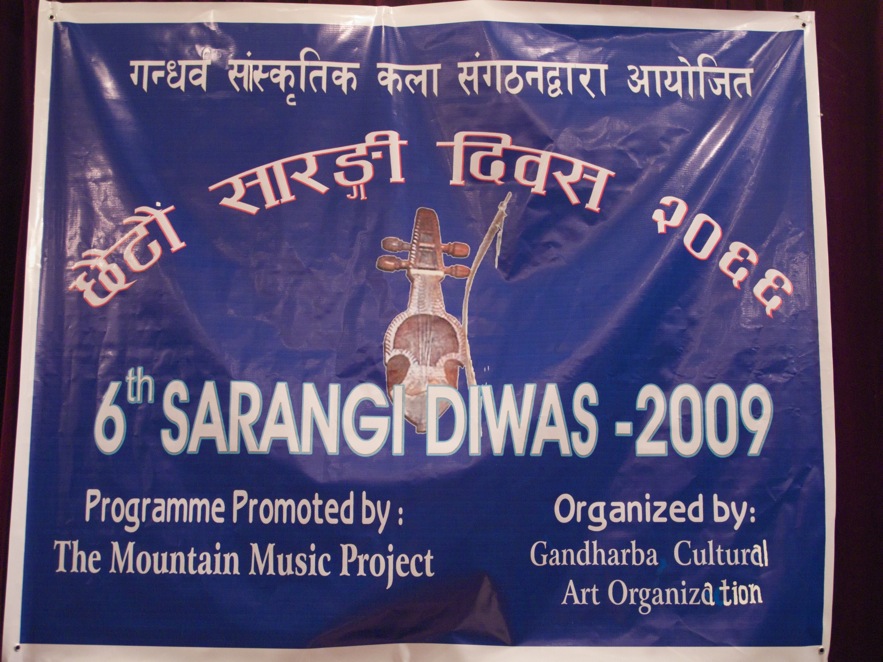 गन्धर्व सांस्कृतिक कला संगठनद्वारा आयोजित
छैटौं सारङ्गी दिवस २०६६
6th SARANGI DIWAS -2009
Programme Promoted by :
The Mountain Music Project
Organized by:
Gandharba Cultural
Art Organization